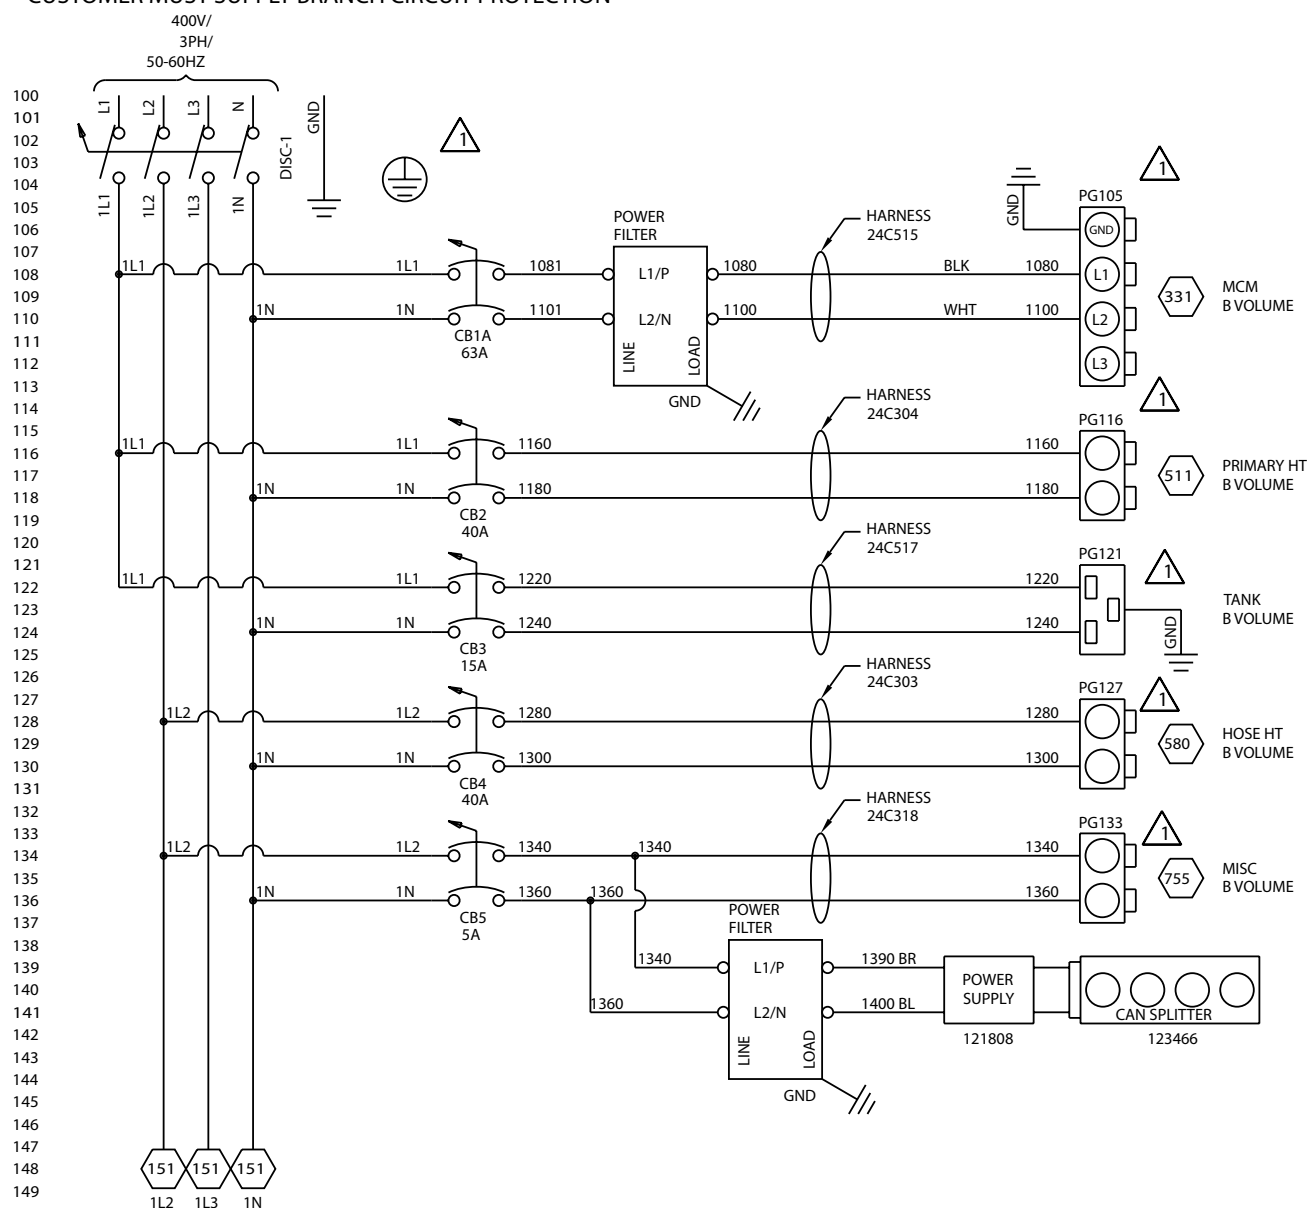 CUSTOMER MUST SUPPLY BRANCH CIRCUIT PROTECTION
400V/
3PH/
50-60HZ
100
101
102
103
104
105
106
107
108
109
110
111
112
113
114
115
116
117
118
119
120
121
122
123
124
125
126
127
128
129
130
131
132
133
134
135
136
137
138
139
140
141
142
143
144
145
146
147
148
149
L1
L2
L3
N
GND
DISC-1
1L1
1L2
1L3
1N
1
1
GND
PG105
GND
L1
L2
L3
POWER
FILTER
HARNESS
24C515
1L1
1L1
1081
L1/P
1080
BLK
1080
331
MCM
B VOLUME
1N
1N
1101
L2/N
1100
WHT
1100
CB1A
63A
LINE
LOAD
GND
HARNESS
24C304
1
PG116
1L1
1L1
1160
1160
511
PRIMARY HT
B VOLUME
1N
1N
1180
1180
CB2
40A
HARNESS
24C517
PG121
1
1L1
1L1
1220
1220
TANK
B VOLUME
1N
1N
1240
1240
GND
CB3
15A
HARNESS
24C303
PG127
1
1L2
1L2
1280
1280
580
HOSE HT
B VOLUME
1N
1N
1300
1300
CB4
40A
HARNESS
24C318
PG133
1
1L2
1L2
1340
1340
1340
755
MISC
B VOLUME
1N
1N
1360
1360
1360
CB5
5A
POWER
FILTER
1340
L1/P
1390 BR
POWER
SUPPLY
1360
L2/N
1400 BL
CAN SPLITTER
121808
123466
LINE
LOAD
GND
151
151
151
1L2
1L3
1N